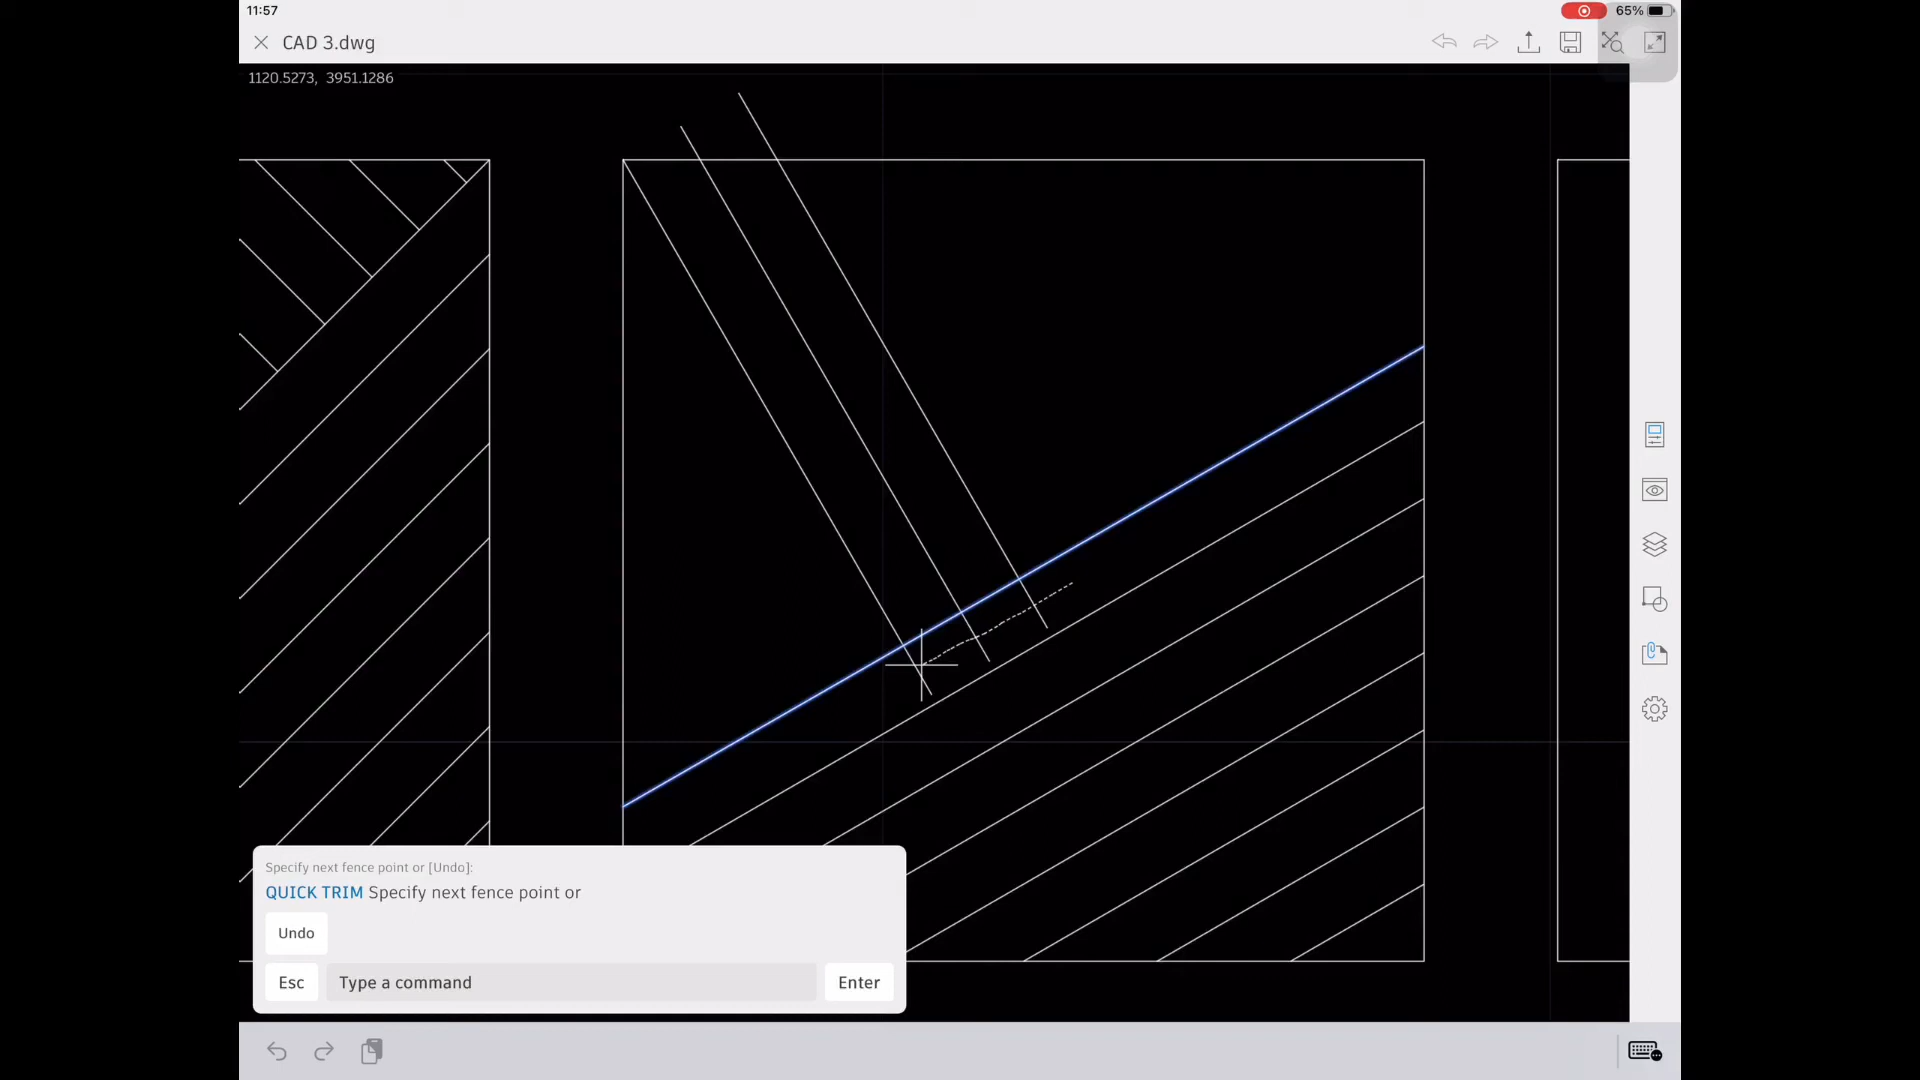 11:57
65%
CAD 3.dwg
1120.5273, 3951.1286
Specify next fence point or [Undo]:
QUICK TRIM Specify next fence point or
Undo
Esc
Type a command
Enter